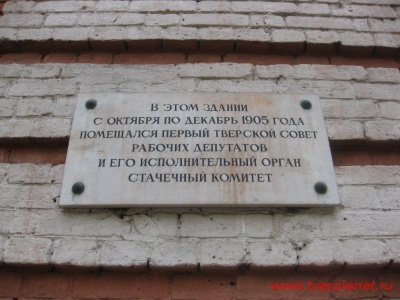 В ЭТОМ ЗДАНИИ
С ОКТЯБРЯ ПО ДЕКАБРЬ 1905 ГОДА
ПОМЕЩАЛСЯ ПЕРВЫЙ ТВЕРСКОЙ СОВЕТ
РАБОЧИХ ДЕПУТАТОВ
И ЕГО ИСПОЛНИТЕЛЬНЫЙ ОРГАН
СТАЧЕЧНЫЙ КОМИТЕТ